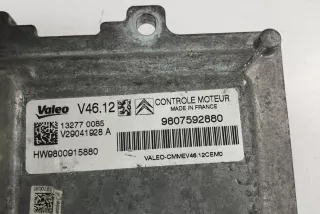 Valeo V46.12 CONTROLE MOTEUR
MADE IN FRANCE
13277 0085
V29041928 A
9807592880
HW9800915880
VALEO-CMMEV46.12CEM0